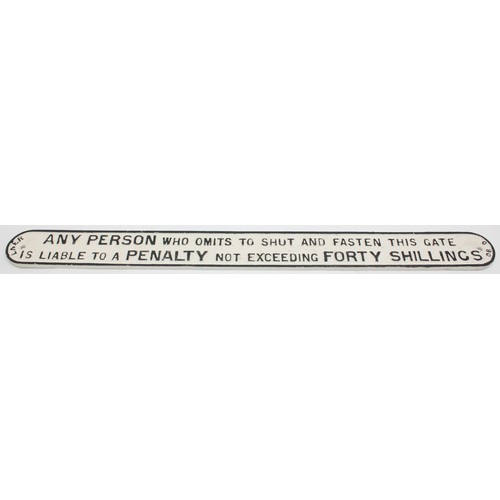 ANY PERSON WHO OMITS TO SHUT AND FASTEN THIS GATE
IS LIABLE TO A PENALTY NOT EXCEEDING FORTY SHILLINGS